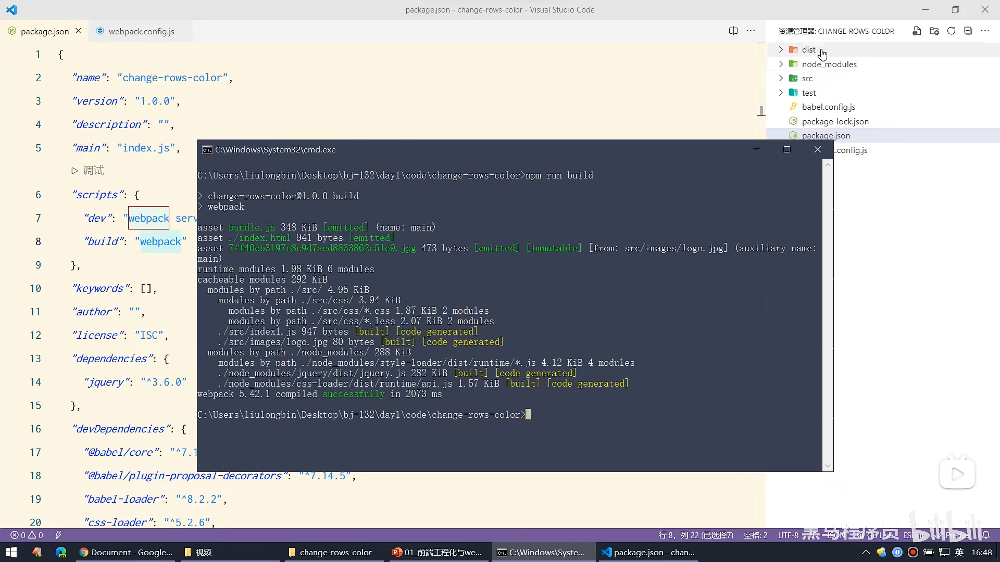 package.json - change-rows-color - Visual Studio Code
package.json
webpack.config.js
资源管理器: CHANGE-ROWS-COLOR
dist
node_modules
src
test
babel.config.js
package-lock.json
package.json
.config.js
1 {
2 "name": "change-rows-color",
3 "version": "1.0.0",
4 "description": "",
5 "main": "index.js",
调试
6 "scripts": {
7 "dev": "webpack serv
8 "build": "webpack"
9 },
10 "keywords": [],
11 "author": "",
12 "license": "ISC",
13 "dependencies": {
14 "jquery": "^3.6.0"
15 },
16 "devDependencies": {
17 "@babel/core": "^7.1
18 "@babel/plugin-proposal-decorators": "^7.14.5",
19 "babel-loader": "^8.2.2",
20 "css-loader": "^5.2.6",
C:\Windows\System32\cmd.exe
C:\Users\liulongbin\Desktop\bj-132\day1\code\change-rows-color>npm run build
> change-rows-color@1.0.0 build
> webpack
asset bundle.js 348 KiB [emitted] (name: main)
asset ./index.html 941 bytes [emitted]
asset 7ff40eb3197e8c9d7aed8833862c51e9.jpg 473 bytes [emitted] [immutable] [from: src/images/logo.jpg] (auxiliary name:
main)
runtime modules 1.98 KiB 6 modules
cacheable modules 292 KiB
modules by path ./src/ 4.95 KiB
modules by path ./src/css/ 3.94 KiB
modules by path ./src/css/*.css 1.87 KiB 2 modules
modules by path ./src/css/*.less 2.07 KiB 2 modules
./src/index1.js 947 bytes [built] [code generated]
./src/images/logo.jpg 80 bytes [built] [code generated]
modules by path ./node_modules/ 288 KiB
modules by path ./node_modules/style-loader/dist/runtime/*.js 4.12 KiB 4 modules
./node_modules/jquery/dist/jquery.js 282 KiB [built] [code generated]
./node_modules/css-loader/dist/runtime/api.js 1.57 KiB [built] [code generated]
webpack 5.42.1 compiled successfully in 2073 ms
C:\Users\liulongbin\Desktop\bj-132\day1\code\change-rows-color>
0 0
行 8，列 22 (已选择7) 空格: 2 UTF-8 JSON Go Live ESLint Prettier
黑马程序员 bilibili
Document - Google...
视频
change-rows-color
01_前端工程化与we...
C:\Windows\Syste...
package.json - chan...
英 16:48